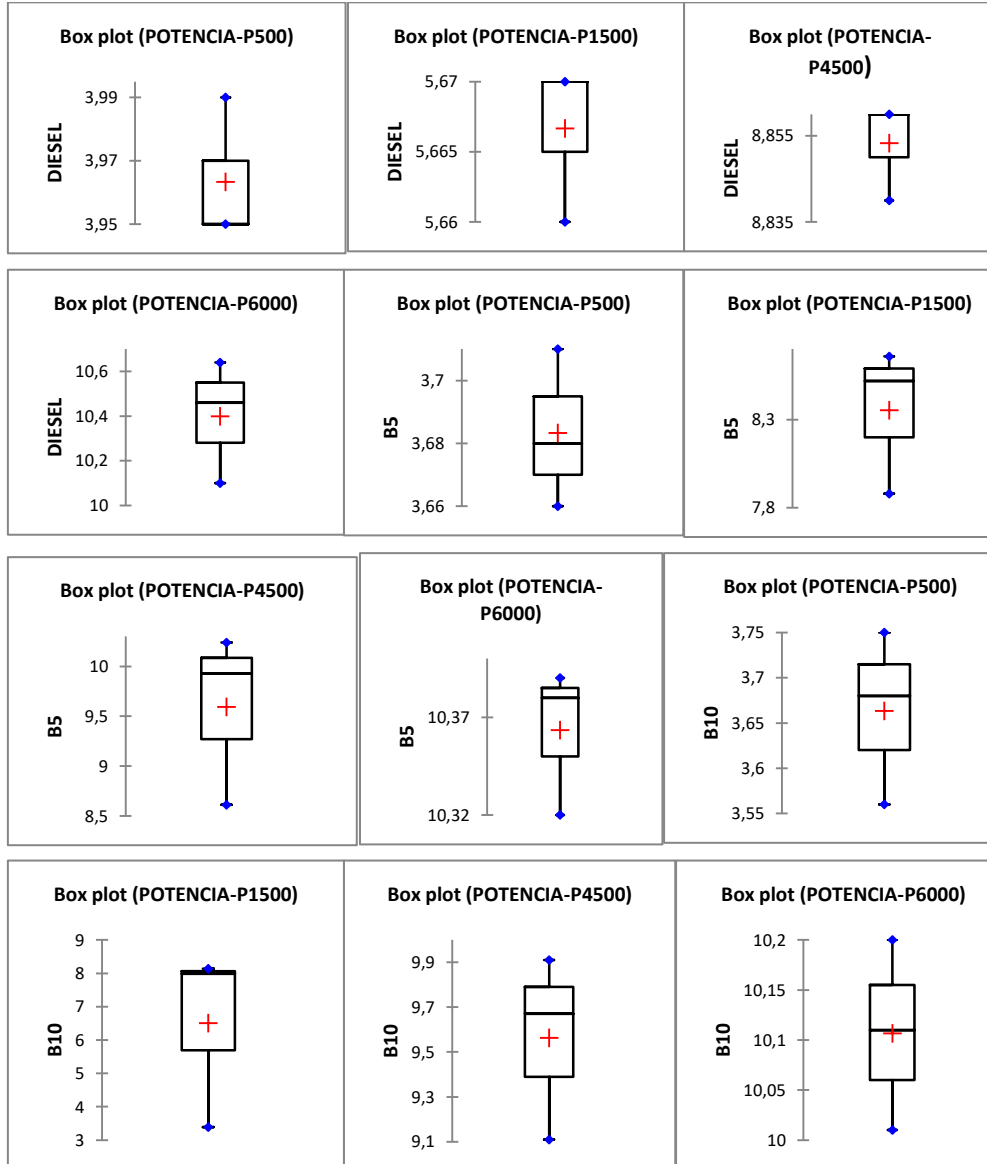 Box plot (POTENCIA-P500)
DIESEL
3,99
3,97
3,95
Box plot (POTENCIA-P1500)
DIESEL
5,67
5,665
5,66
Box plot (POTENCIA-
P4500)
DIESEL
8,855
8,835
Box plot (POTENCIA-P6000)
DIESEL
10,6
10,4
10,2
10
Box plot (POTENCIA-P500)
B5
3,7
3,68
3,66
Box plot (POTENCIA-P1500)
B5
8,3
7,8
Box plot (POTENCIA-P4500)
B5
10
9,5
9
8,5
Box plot (POTENCIA-
P6000)
B5
10,37
10,32
Box plot (POTENCIA-P500)
B10
3,75
3,7
3,65
3,6
3,55
Box plot (POTENCIA-P1500)
B10
9
8
7
6
5
4
3
Box plot (POTENCIA-P4500)
B10
9,9
9,7
9,5
9,3
9,1
Box plot (POTENCIA-P6000)
B10
10,2
10,15
10,1
10,05
10